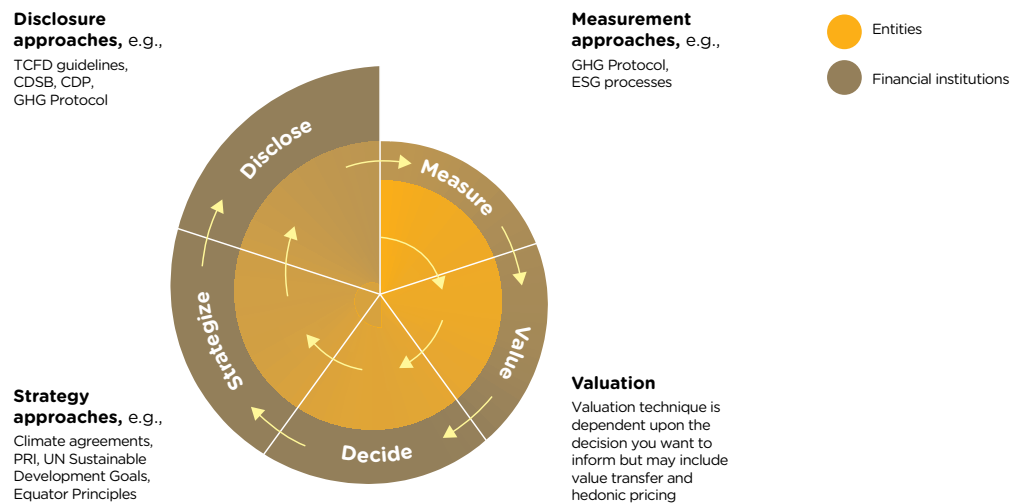 Disclosure
approaches, e.g.,
TCFD guidelines,
CDSB, CDP,
GHG Protocol
Measurement
approaches, e.g.,
GHG Protocol,
ESG processes
Entities
Financial institutions
Disclose
Measure
Value
Decide
Strategize
Strategy
approaches, e.g.,
Climate agreements,
PRI, UN Sustainable
Development Goals,
Equator Principles
Valuation
Valuation technique is
dependent upon the
decision you want to
inform but may include
value transfer and
hedonic pricing